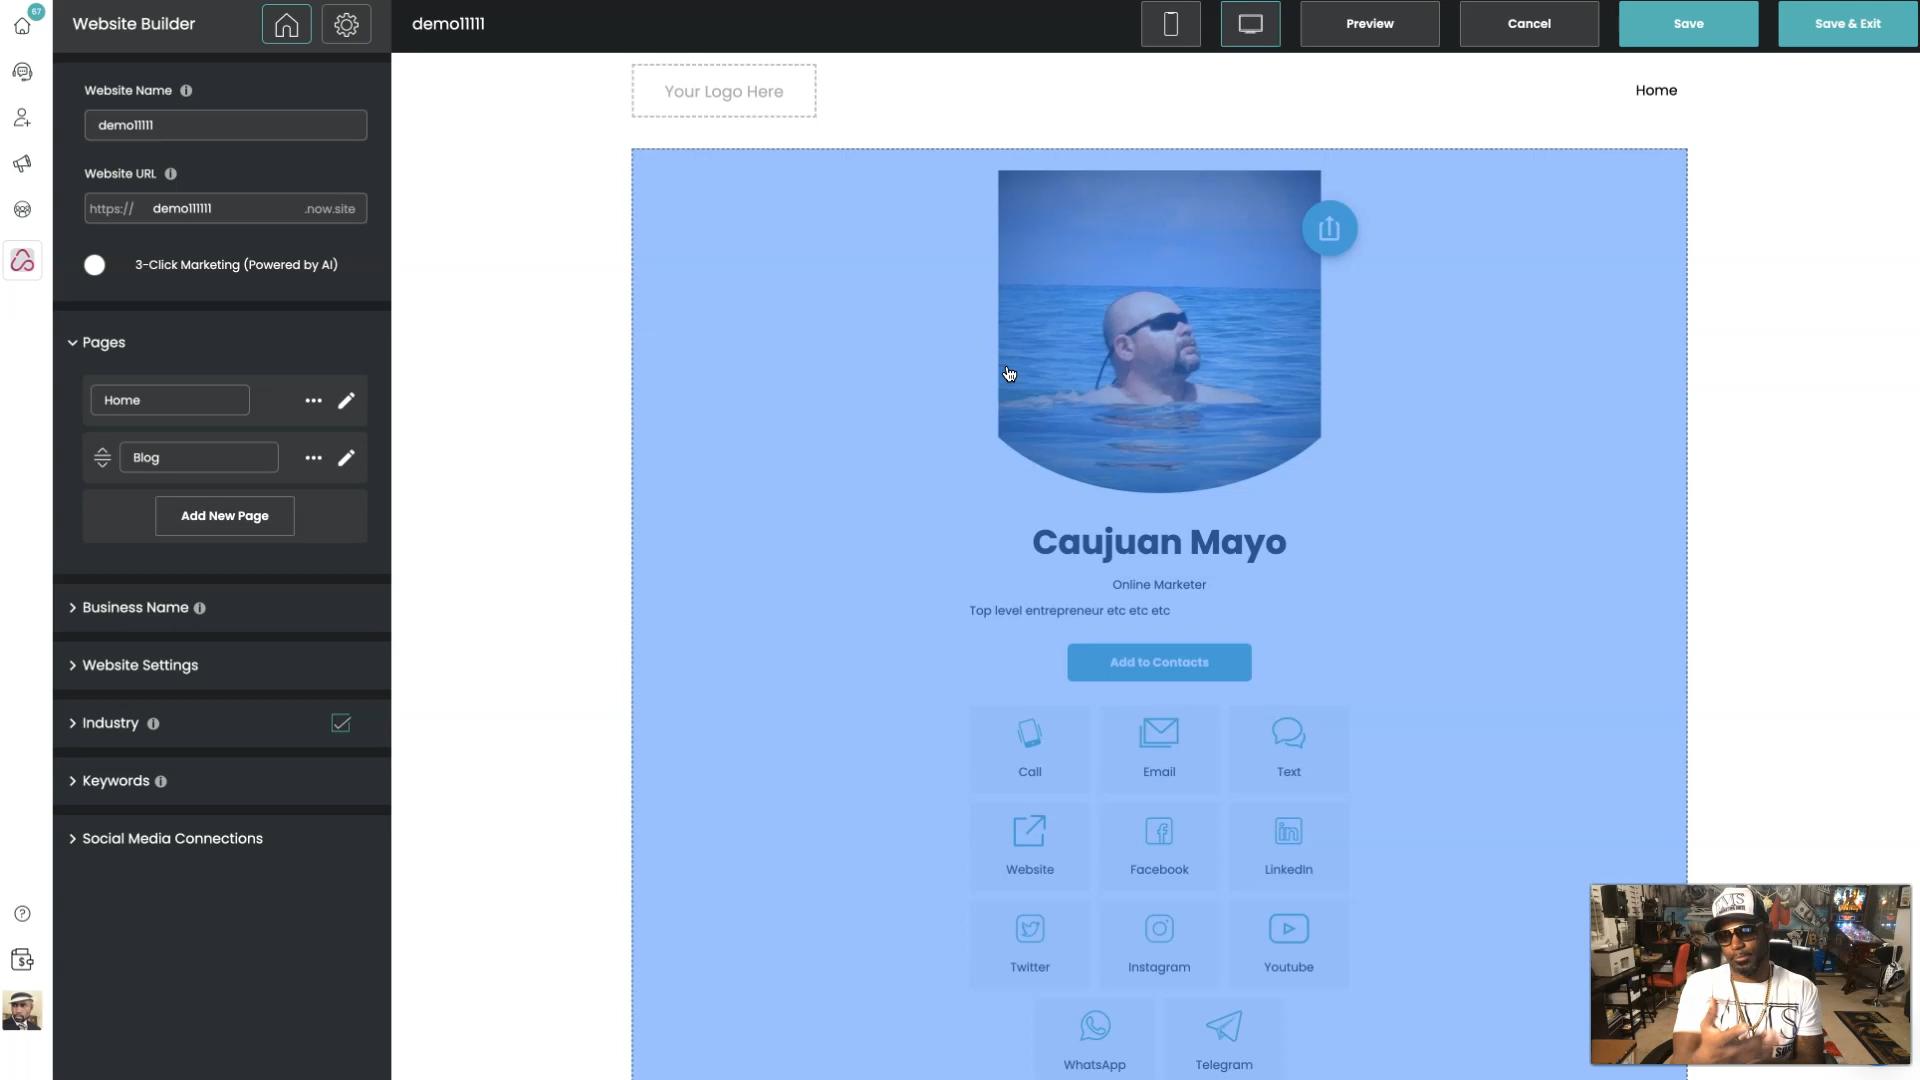 67
Website Builder
demo11111
Preview
Cancel
Save
Save & Exit
Website Name
demo11111
Website URL
https://
demo111111
.now.site
3-Click Marketing (Powered by AI)
Pages
Home
Blog
Add New Page
Business Name
Website Settings
Industry
Keywords
Social Media Connections
Your Logo Here
Home
Caujuan Mayo
Online Marketer
Top level entrepreneur etc etc etc
Add to Contacts
Call
Email
Text
Website
Facebook
LinkedIn
Twitter
Instagram
Youtube
WhatsApp
Telegram